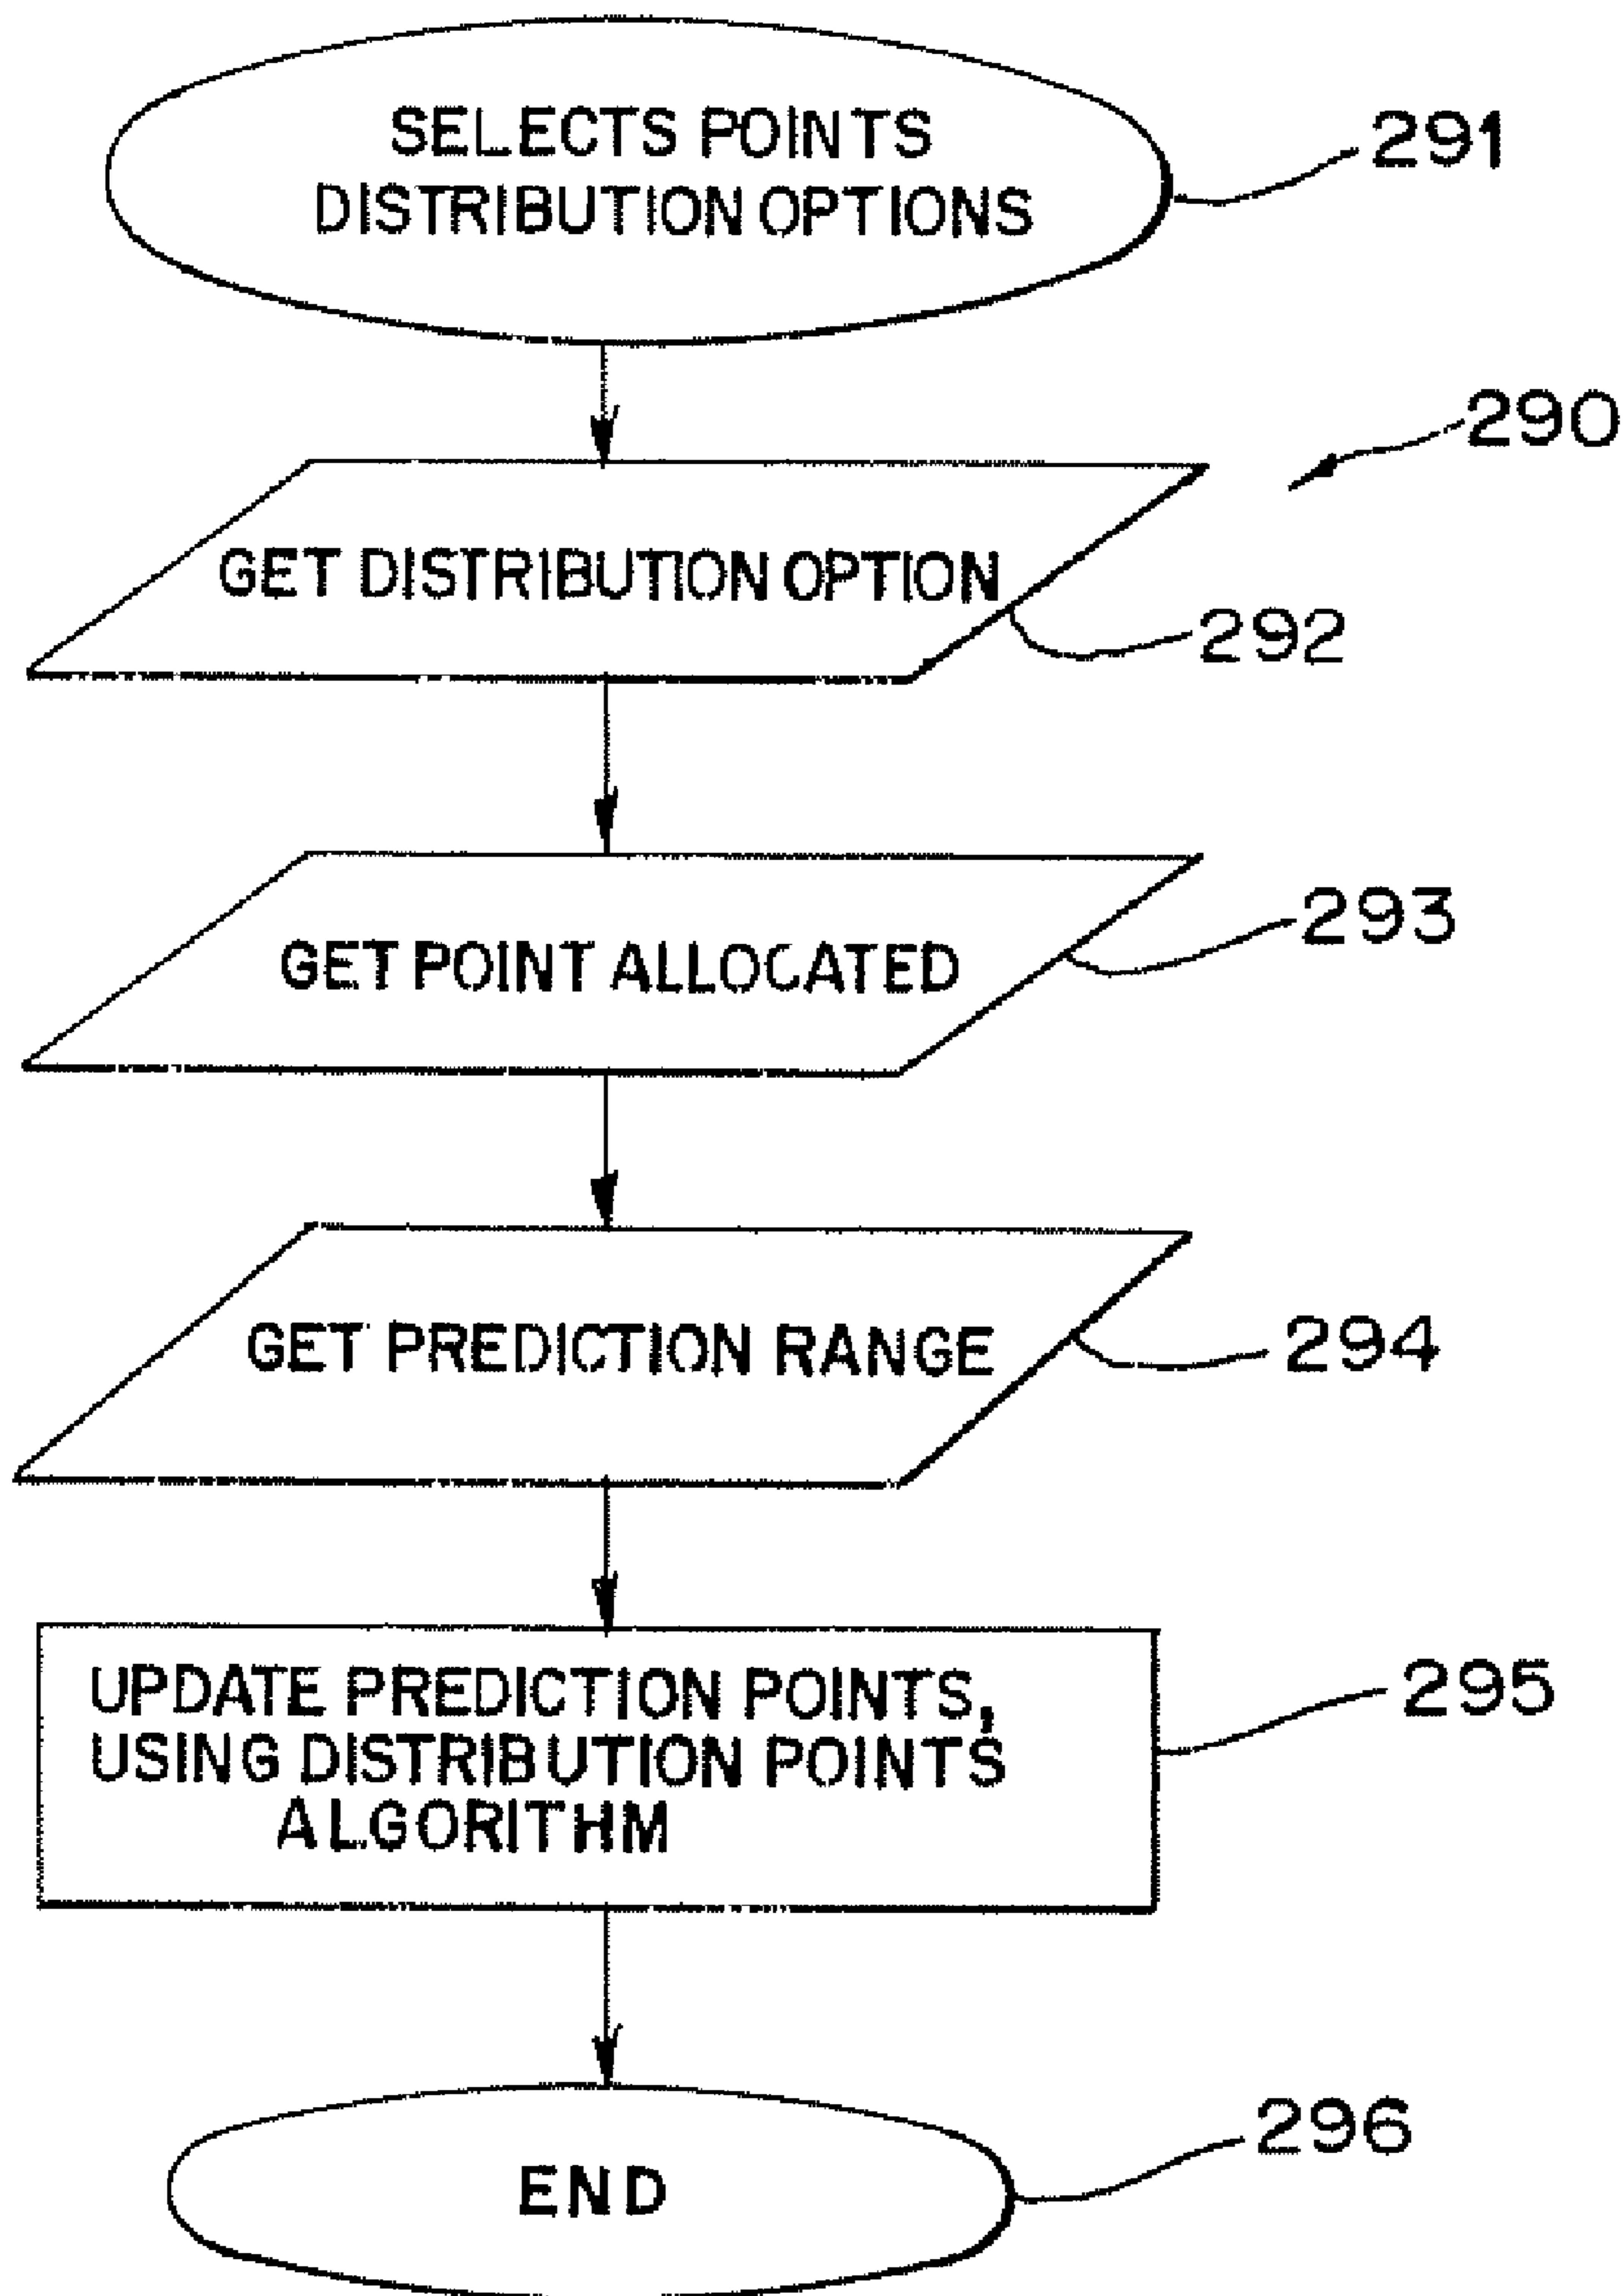 SELECTS POINTS
DISTRIBUTION OPTIONS
291
290
GET DISTRIBUTION OPTION
292
GET POINT ALLOCATED
293
GET PREDICTION RANGE
294
UPDATE PREDICTION POINTS,
USING DISTRIBUTION POINTS
ALGORITHM
295
END
296